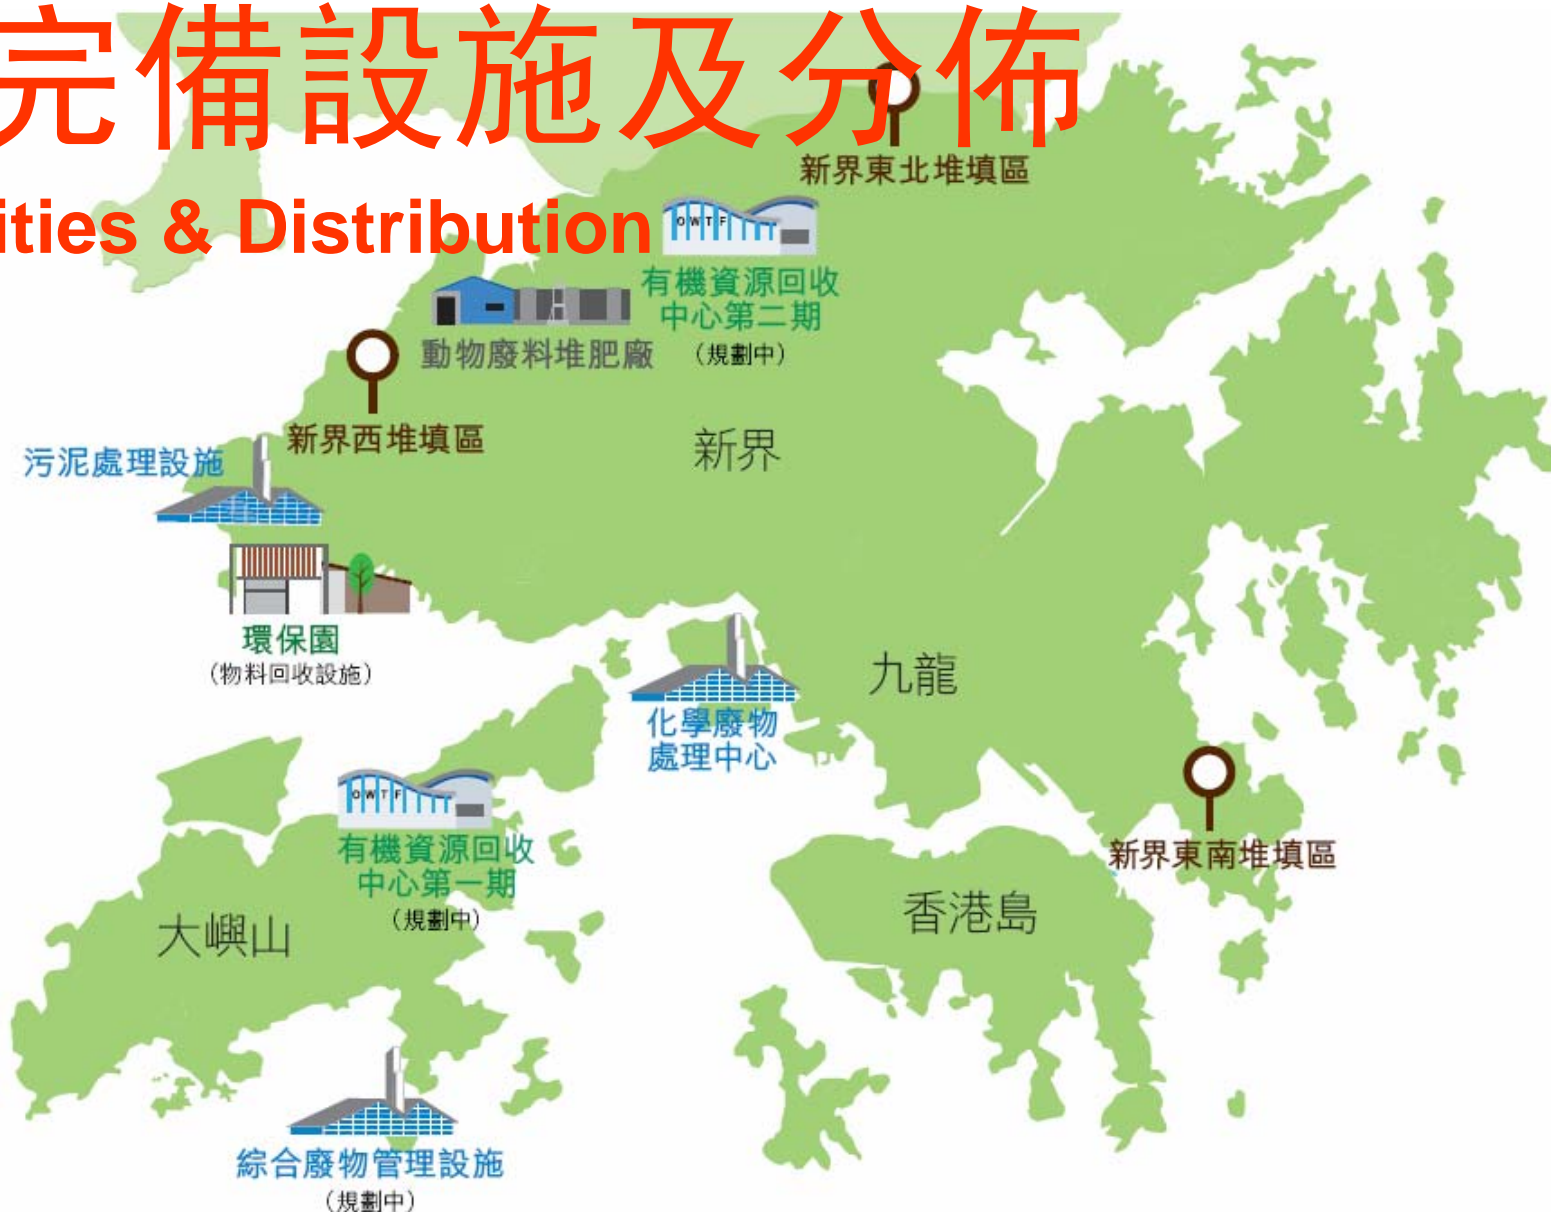 完備設施及分佈
ities & Distribution
新界東北堆填區
OWTF
有機資源回收
中心第二期
（規劃中）
動物廢料堆肥廠
新界西堆填區
新界
污泥處理設施
環保園
（物料回收設施）
九龍
化學廢物
處理中心
OWTF
有機資源回收
中心第一期
（規劃中）
新界東南堆填區
香港島
大嶼山
綜合廢物管理設施
（規劃中）